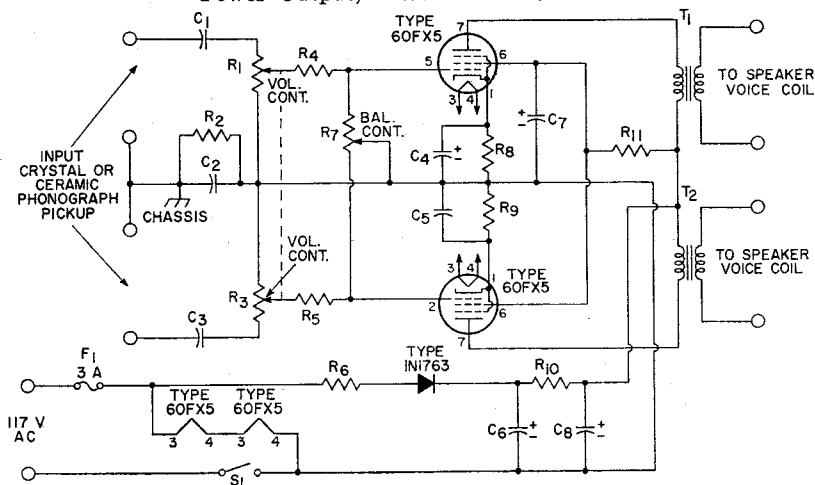 TYPE
60FX5
T1
C1
7
R1
R4
5
6
VOL.
CONT.
3 4
1
TO SPEAKER
VOICE COIL
R2
R7
BAL.
CONT.
C7
R11
INPUT
CRYSTAL OR
CERAMIC
PHONOGRAPH
PICKUP
C2
C4
R8
CHASSIS
T2
C5
R9
VOL.
CONT.
3 4
1
TYPE
60FX5
TO SPEAKER
VOICE COIL
R3
R5
2
6
C3
7
F1
3 A
TYPE
IN1763
R6
R10
TYPE
60FX5
TYPE
60FX5
117 V
AC
3 4 3 4
C6
C8
S1